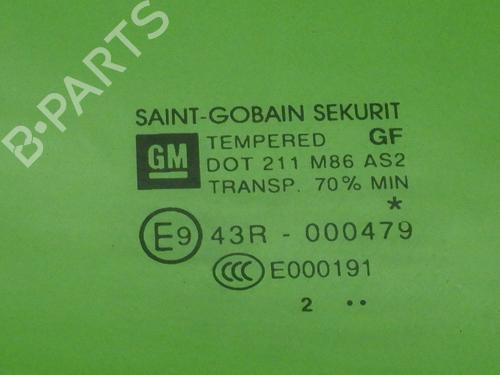 B-PARTS
SAINT-GOBAIN SEKURIT
GM TEMPERED GF
DOT 211 M86 AS2
TRANSP. 70% MIN
*
E9 43R - 000479
CCC E000191
2 ..